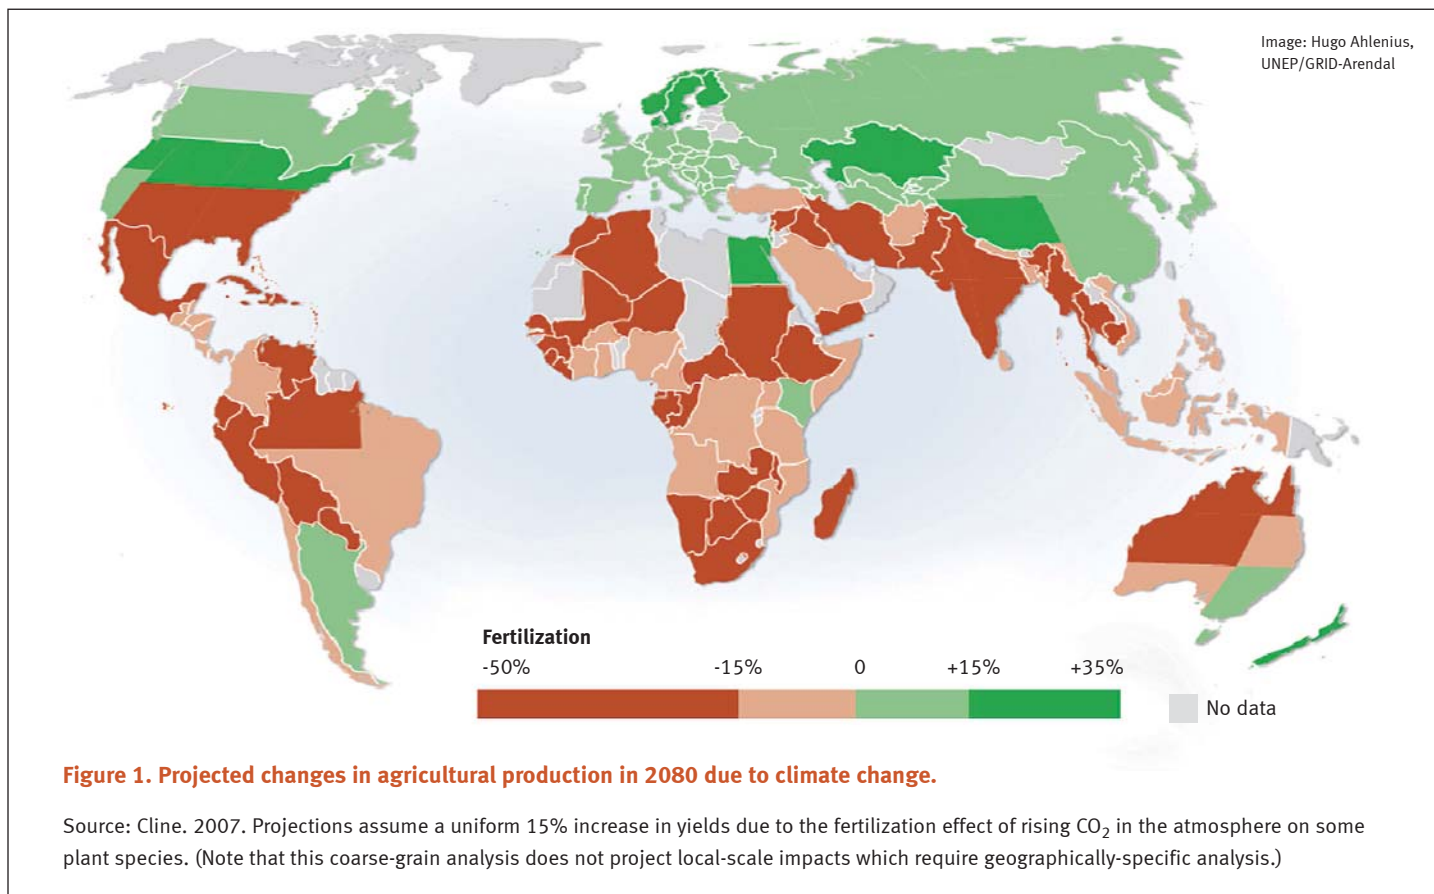 Image: Hugo Ahlenius,
UNEP/GRID-Arendal
Fertilization
-50% -15% 0 +15% +35%
No data
Figure 1. Projected changes in agricultural production in 2080 due to climate change.
Source: Cline. 2007. Projections assume a uniform 15% increase in yields due to the fertilization effect of rising CO₂ in the atmosphere on some
plant species. (Note that this coarse-grain analysis does not project local-scale impacts which require geographically-specific analysis.)